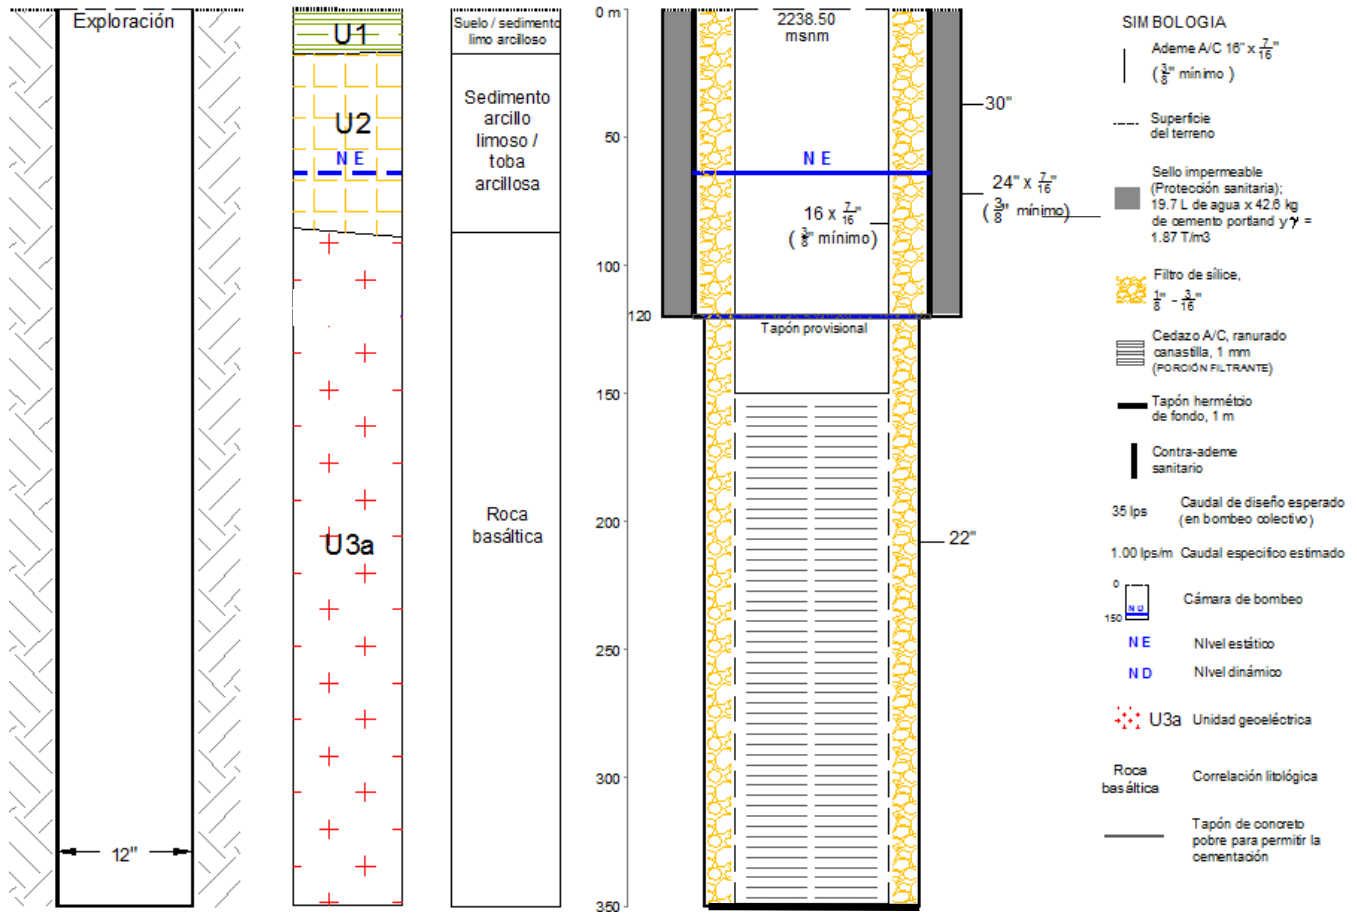 Exploración
12"
U1
U2
N E
U3a
Suelo / sedimento
limo arcilloso
Sedimento
arcillo
limoso /
toba
arcillosa
Roca
basáltica
0 m
50
100
120
150
200
250
300
350
2238.50
msnm
N E
16 x 7/16"
( 3/8" mínimo )
Tapón provisional
30"
24" x 7/16"
( 3/8" mínimo)
22"
SIMBOLOGIA
Ademe A/C 16" x 7/16"
( 3/8" mínimo )
Superficie
del terreno
Sello impermeable
(Protección sanitaria);
19.7 L de agua x 42.6 kg
de cemento portland y γ =
1.87 T/m3
Filtro de sílice,
1/8" - 3/16"
Cedazo A/C, ranurado
canastilla, 1 mm
(PORCIÓN FILTRANTE)
Tapón hermétcio
de fondo, 1 m
Contra-ademe
sanitario
35 lps Caudal de diseño esperado
(en bombeo colectivo)
1.00 lps/m Caudal especifico estimado
0
N D
150
Cámara de bombeo
N E Nivel estático
N D Nivel dinámico
U3a Unidad geoeléctrica
Roca
basáltica
Correlación litológica
Tapón de concreto
pobre para permitir la
cementación